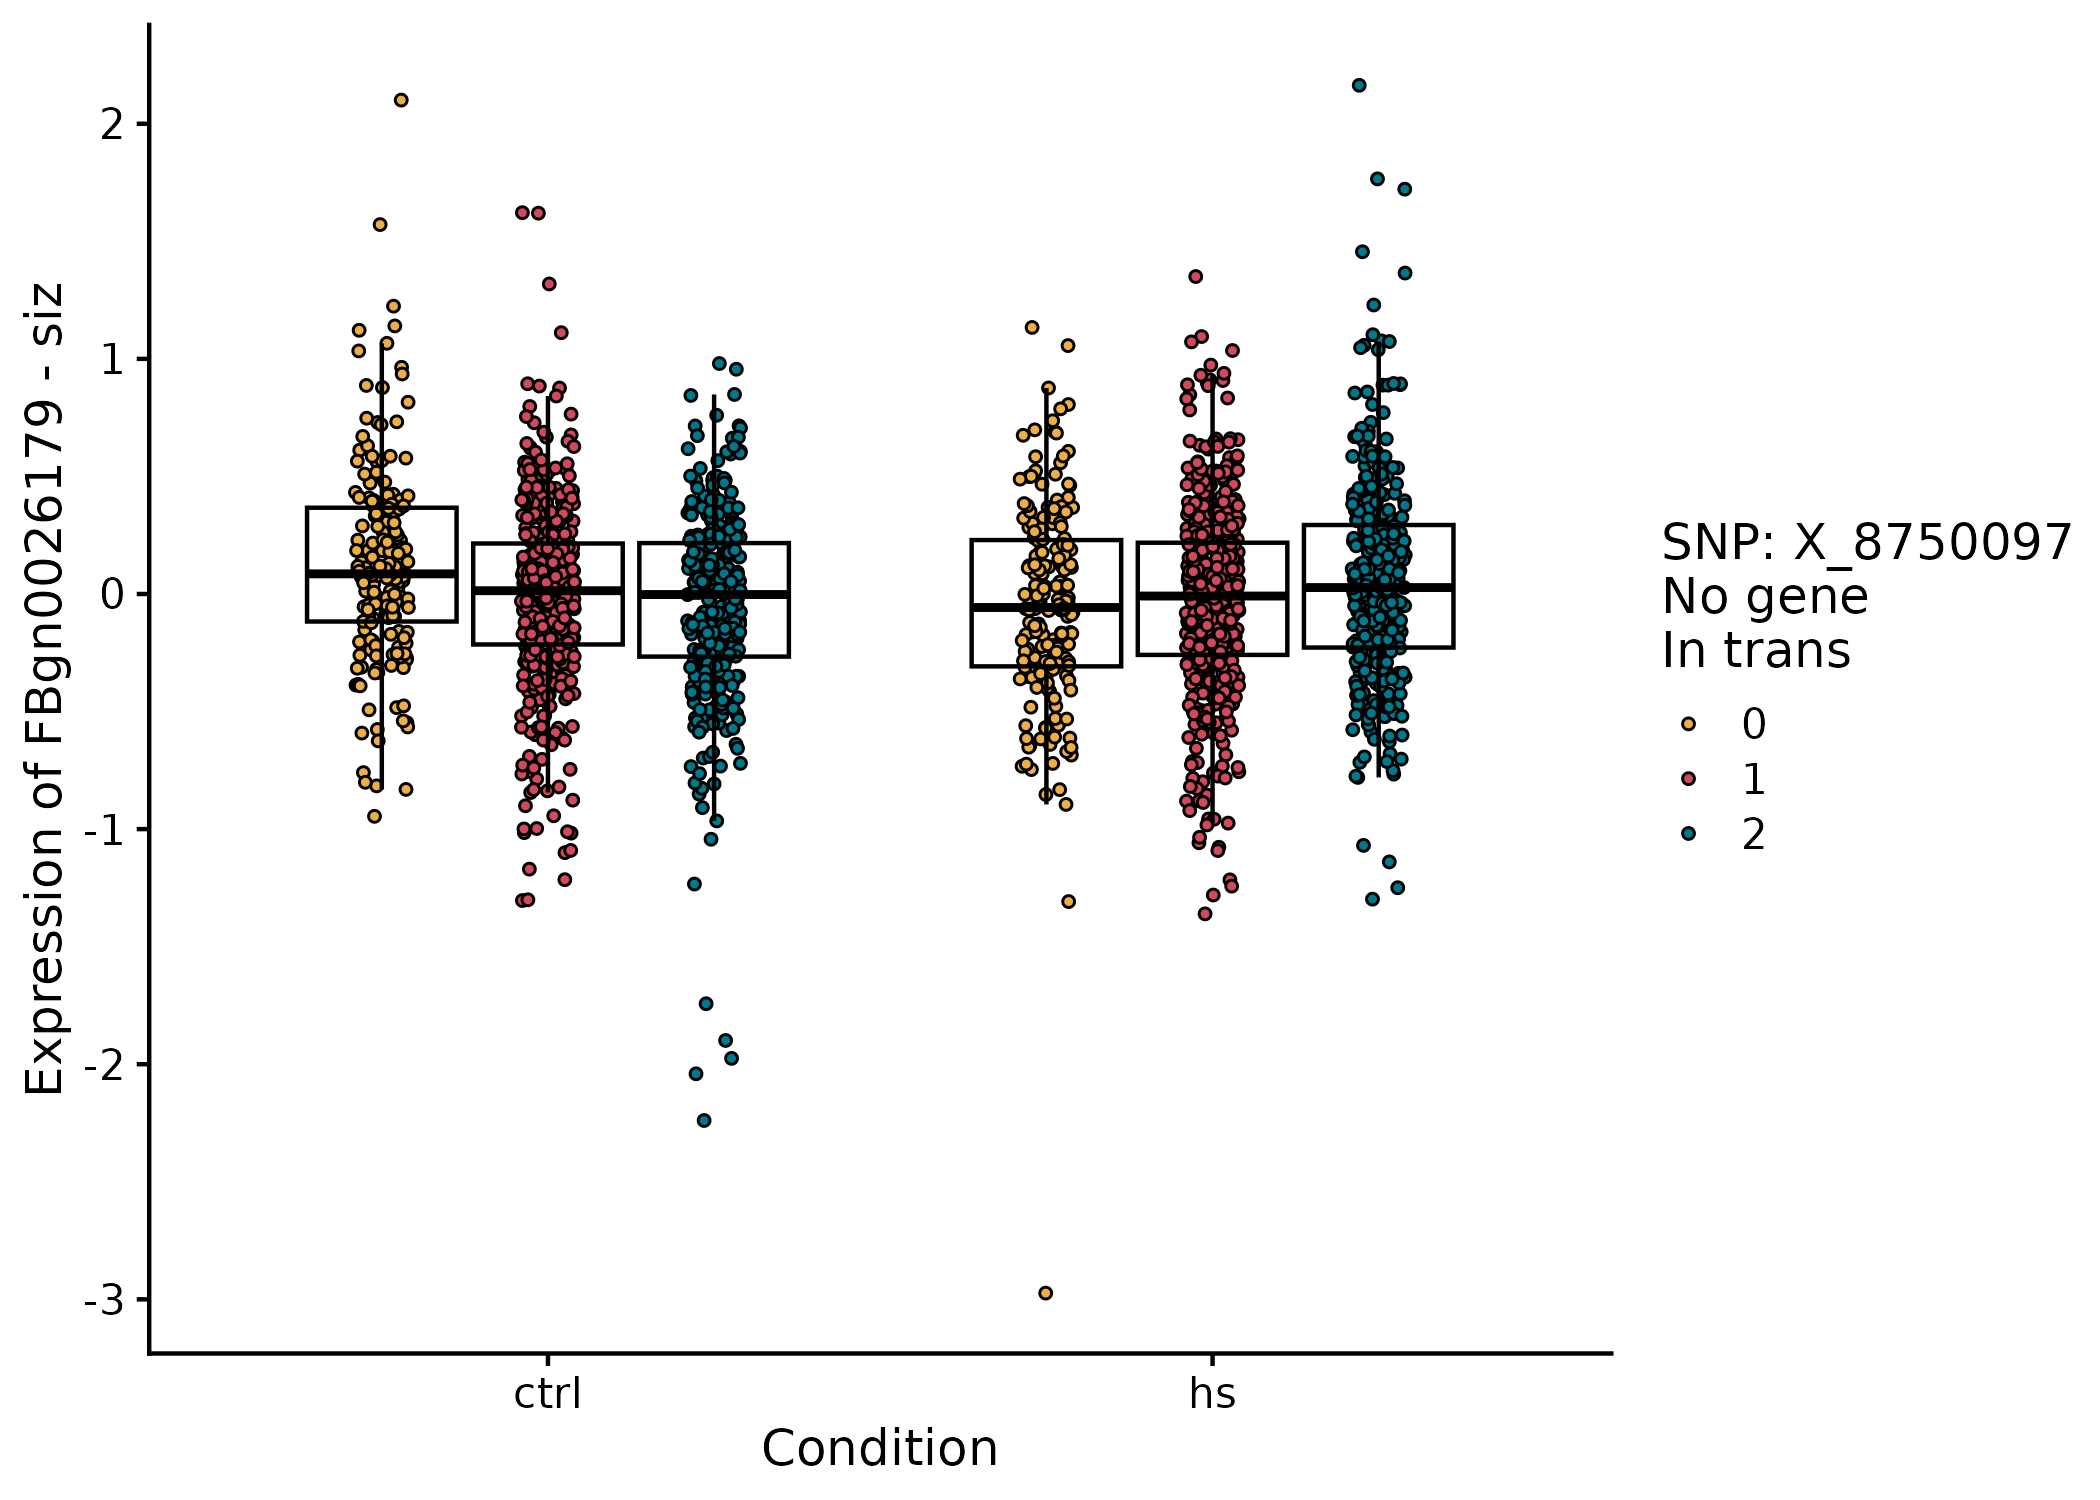 Expression of FBgn0026179 - siz
2
1
0
-1
-2
-3
ctrl
hs
Condition
SNP: X_8750097
No gene
In trans
0
1
2